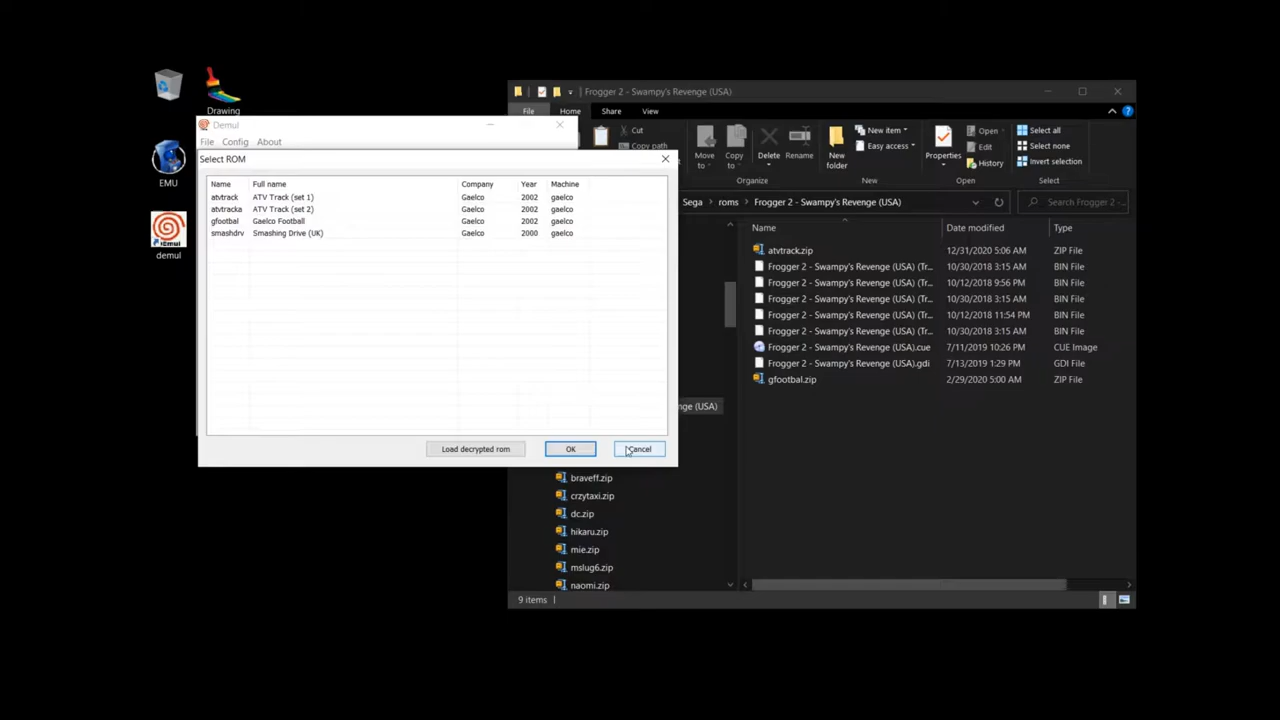 Drawing
EMU
demul
Demul
File Config About
Select ROM
Name Full name Company Year Machine
atvtrack ATV Track (set 1) Gaelco 2002 gaelco
atvtracka ATV Track (set 2) Gaelco 2002 gaelco
gfootbal Gaelco Football Gaelco 2002 gaelco
smashdrv Smashing Drive (UK) Gaelco 2000 gaelco
Load decrypted rom OK Cancel
Frogger 2 - Swampy's Revenge (USA)
File Home Share View
Cut
Copy path
Move to
Copy to
Delete
Rename
New folder
New item
Easy access
Properties
Open
Edit
History
Select all
Select none
Invert selection
Organize New Open Select
Sega roms Frogger 2 - Swampy's Revenge (USA) Search Frogger 2 -...
Name Date modified Type
atvtrack.zip 12/31/2020 5:06 AM ZIP File
Frogger 2 - Swampy's Revenge (USA) (Tr... 10/30/2018 3:15 AM BIN File
Frogger 2 - Swampy's Revenge (USA) (Tr... 10/12/2018 9:56 PM BIN File
Frogger 2 - Swampy's Revenge (USA) (Tr... 10/30/2018 3:15 AM BIN File
Frogger 2 - Swampy's Revenge (USA) (Tr... 10/12/2018 11:54 PM BIN File
Frogger 2 - Swampy's Revenge (USA) (Tr... 10/30/2018 3:15 AM BIN File
Frogger 2 - Swampy's Revenge (USA).cue 7/11/2019 10:26 PM CUE Image
Frogger 2 - Swampy's Revenge (USA).gdi 7/13/2019 1:29 PM GDI File
gfootbal.zip 2/29/2020 5:00 AM ZIP File
nge (USA)
braveff.zip
crzytaxi.zip
dc.zip
hikaru.zip
mie.zip
mslug6.zip
naomi.zip
9 items